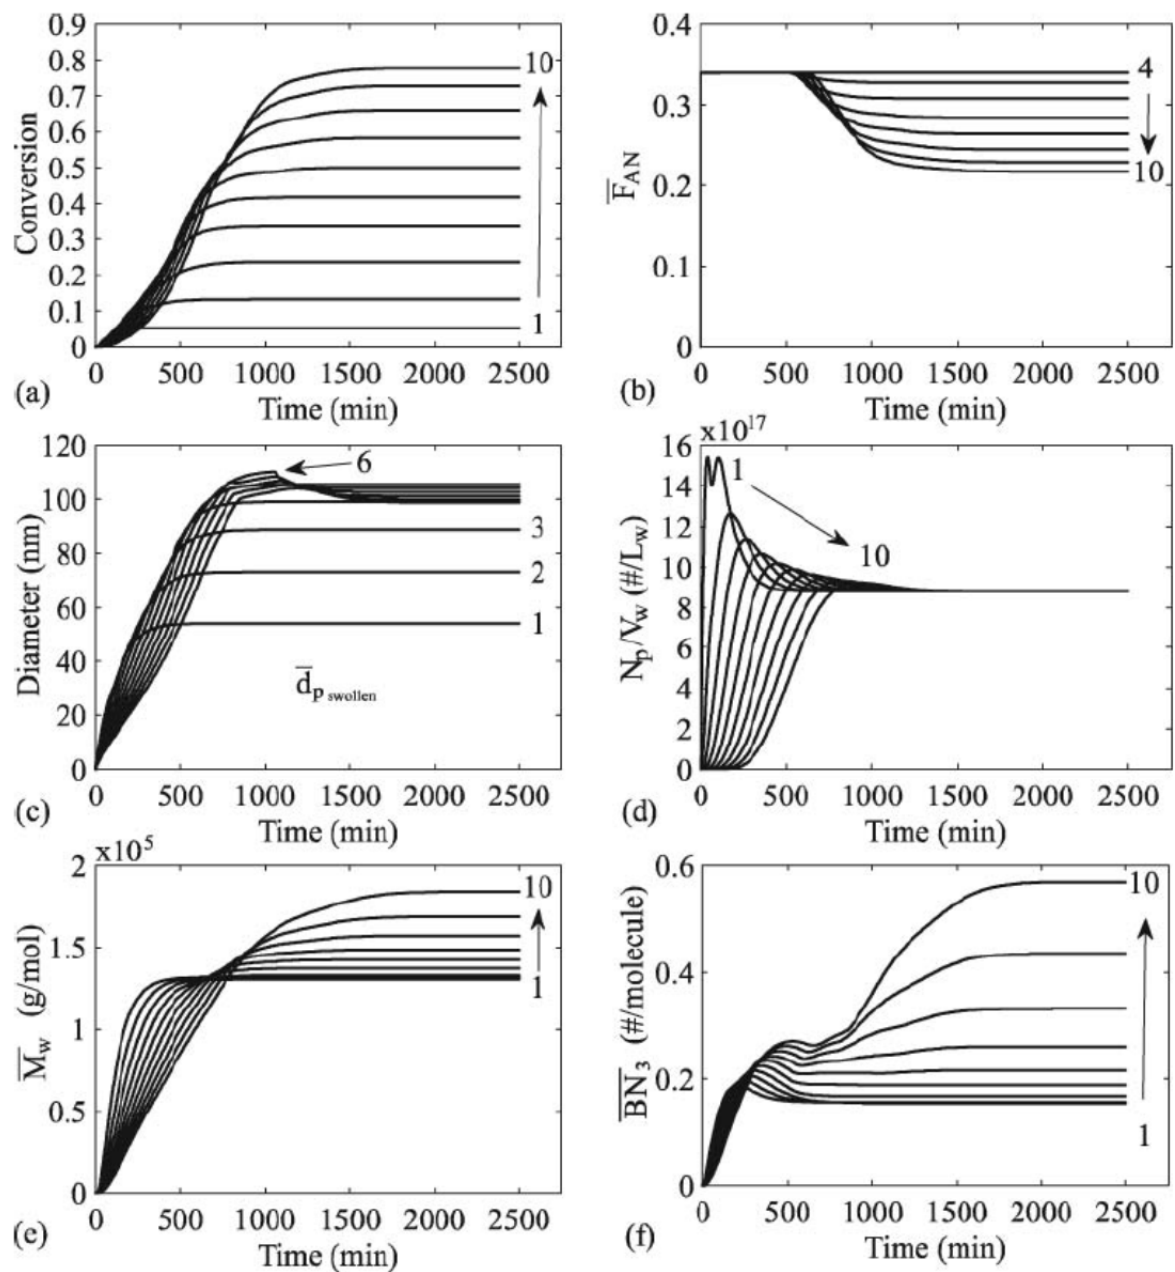 0.9
0.8
0.7
0.6
0.5
0.4
0.3
0.2
0.1
0
10
1
Conversion
0 500 1000 1500 2000 2500
(a)
Time (min)
0.4
0.3
0.2
0.1
0
4
10
F̅AN
0 500 1000 1500 2000 2500
(b)
Time (min)
120
100
80
60
40
20
0
6
3
2
1
d̅p swollen
Diameter (nm)
0 500 1000 1500 2000 2500
(c)
Time (min)
x10^17
16
14
12
10
8
6
4
2
0
1
10
Np/Vw (#/Lw)
0 500 1000 1500 2000 2500
(d)
Time (min)
x10^5
2
1.5
1
0.5
0
10
1
M̅w (g/mol)
0 500 1000 1500 2000 2500
(e)
Time (min)
0.6
0.4
0.2
0
10
1
B̅N̅3 (#/molecule)
0 500 1000 1500 2000 2500
(f)
Time (min)